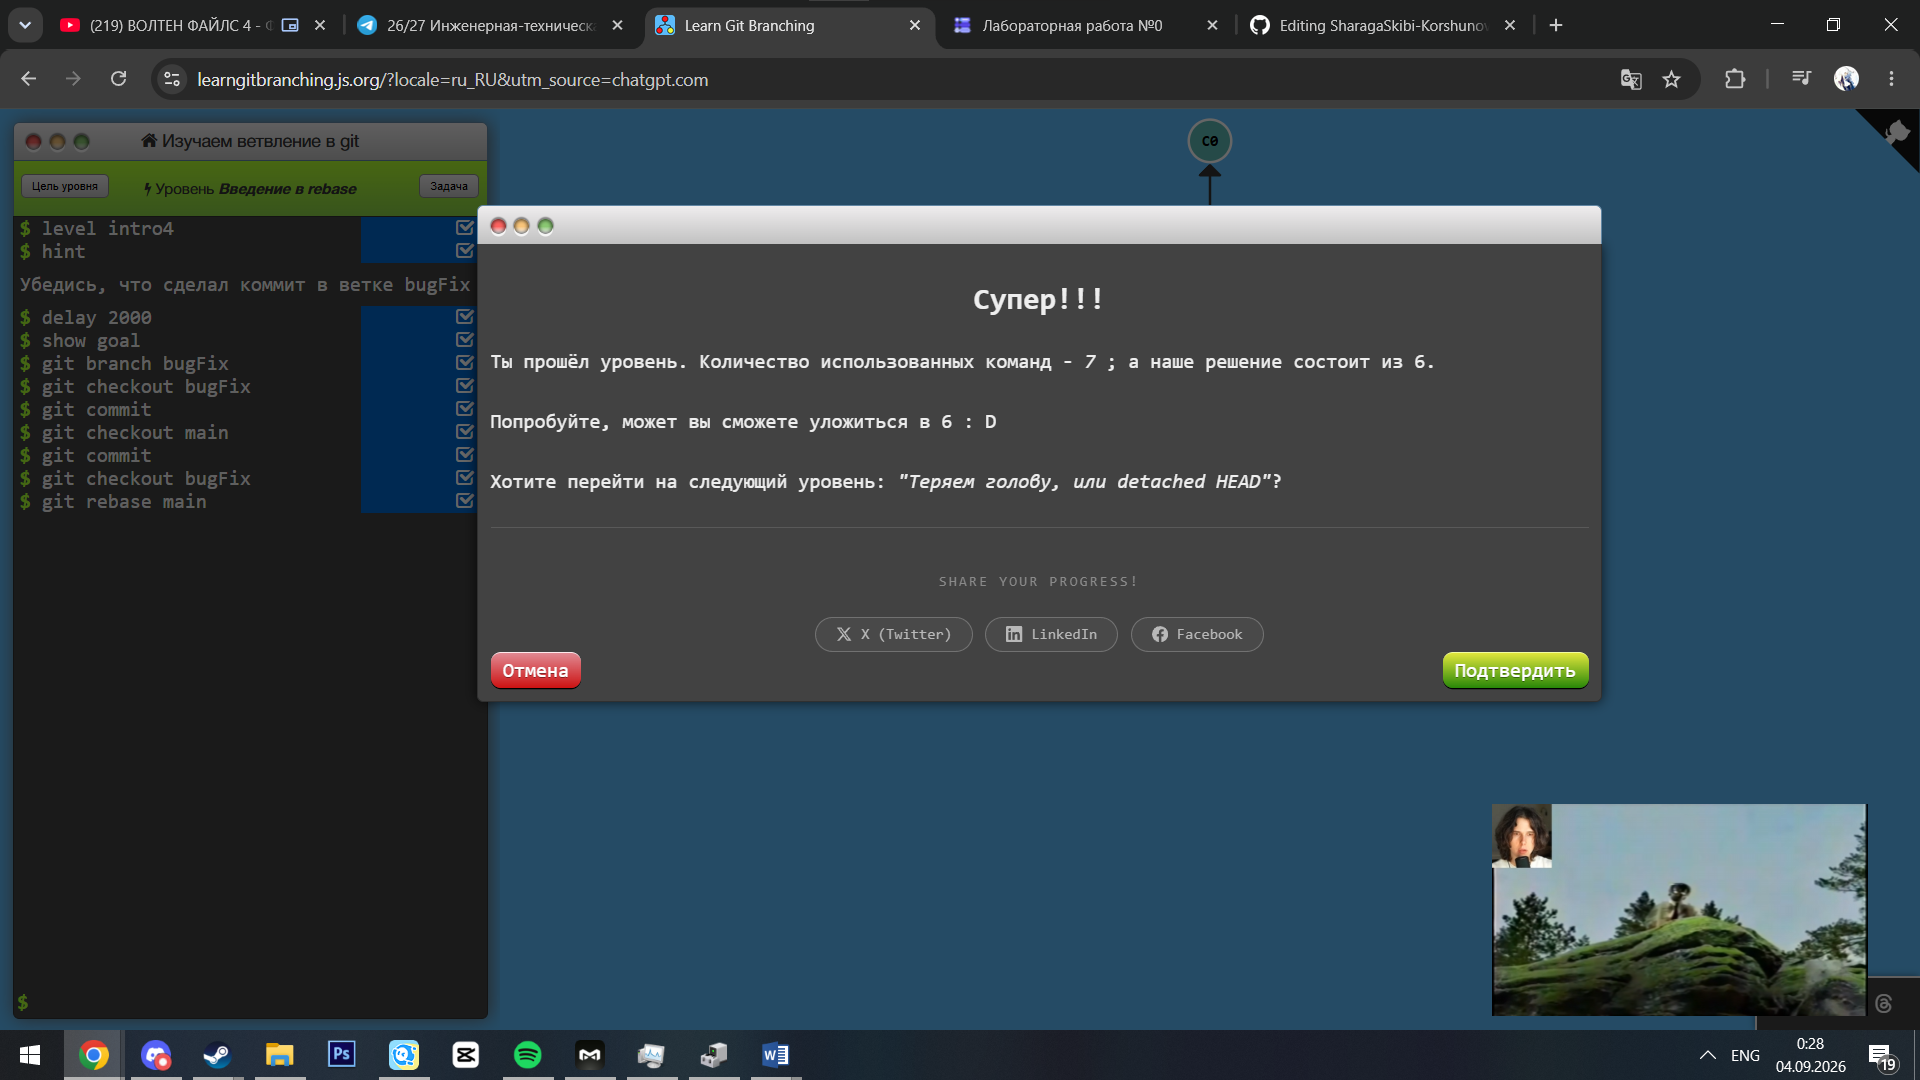 (219) ВОЛТЕН ФАЙЛС 4 - 
26/27 Инженерная-техническа
Learn Git Branching
Лабораторная работа №0
Editing SharagaSkibi-Korshunov
learngitbranching.js.org/?locale=ru_RU&utm_source=chatgpt.com
Изучаем ветвление в git
Цель уровня
Уровень Введение в rebase
Задача
$ level intro4
$ hint
Убедись, что сделал коммит в ветке bugFix
$ delay 2000
$ show goal
$ git branch bugFix
$ git checkout bugFix
$ git commit
$ git checkout main
$ git commit
$ git checkout bugFix
$ git rebase main
$
C0
Супер!!!
Ты прошёл уровень. Количество использованных команд - 7 ; а наше решение состоит из 6.
Попробуйте, может вы сможете уложиться в 6 : D
Хотите перейти на следующий уровень: "Теряем голову, или detached HEAD"?
SHARE YOUR PROGRESS!
X (Twitter)
LinkedIn
Facebook
Отмена
Подтвердить
Ps
ENG
0:28
04.09.2026
19